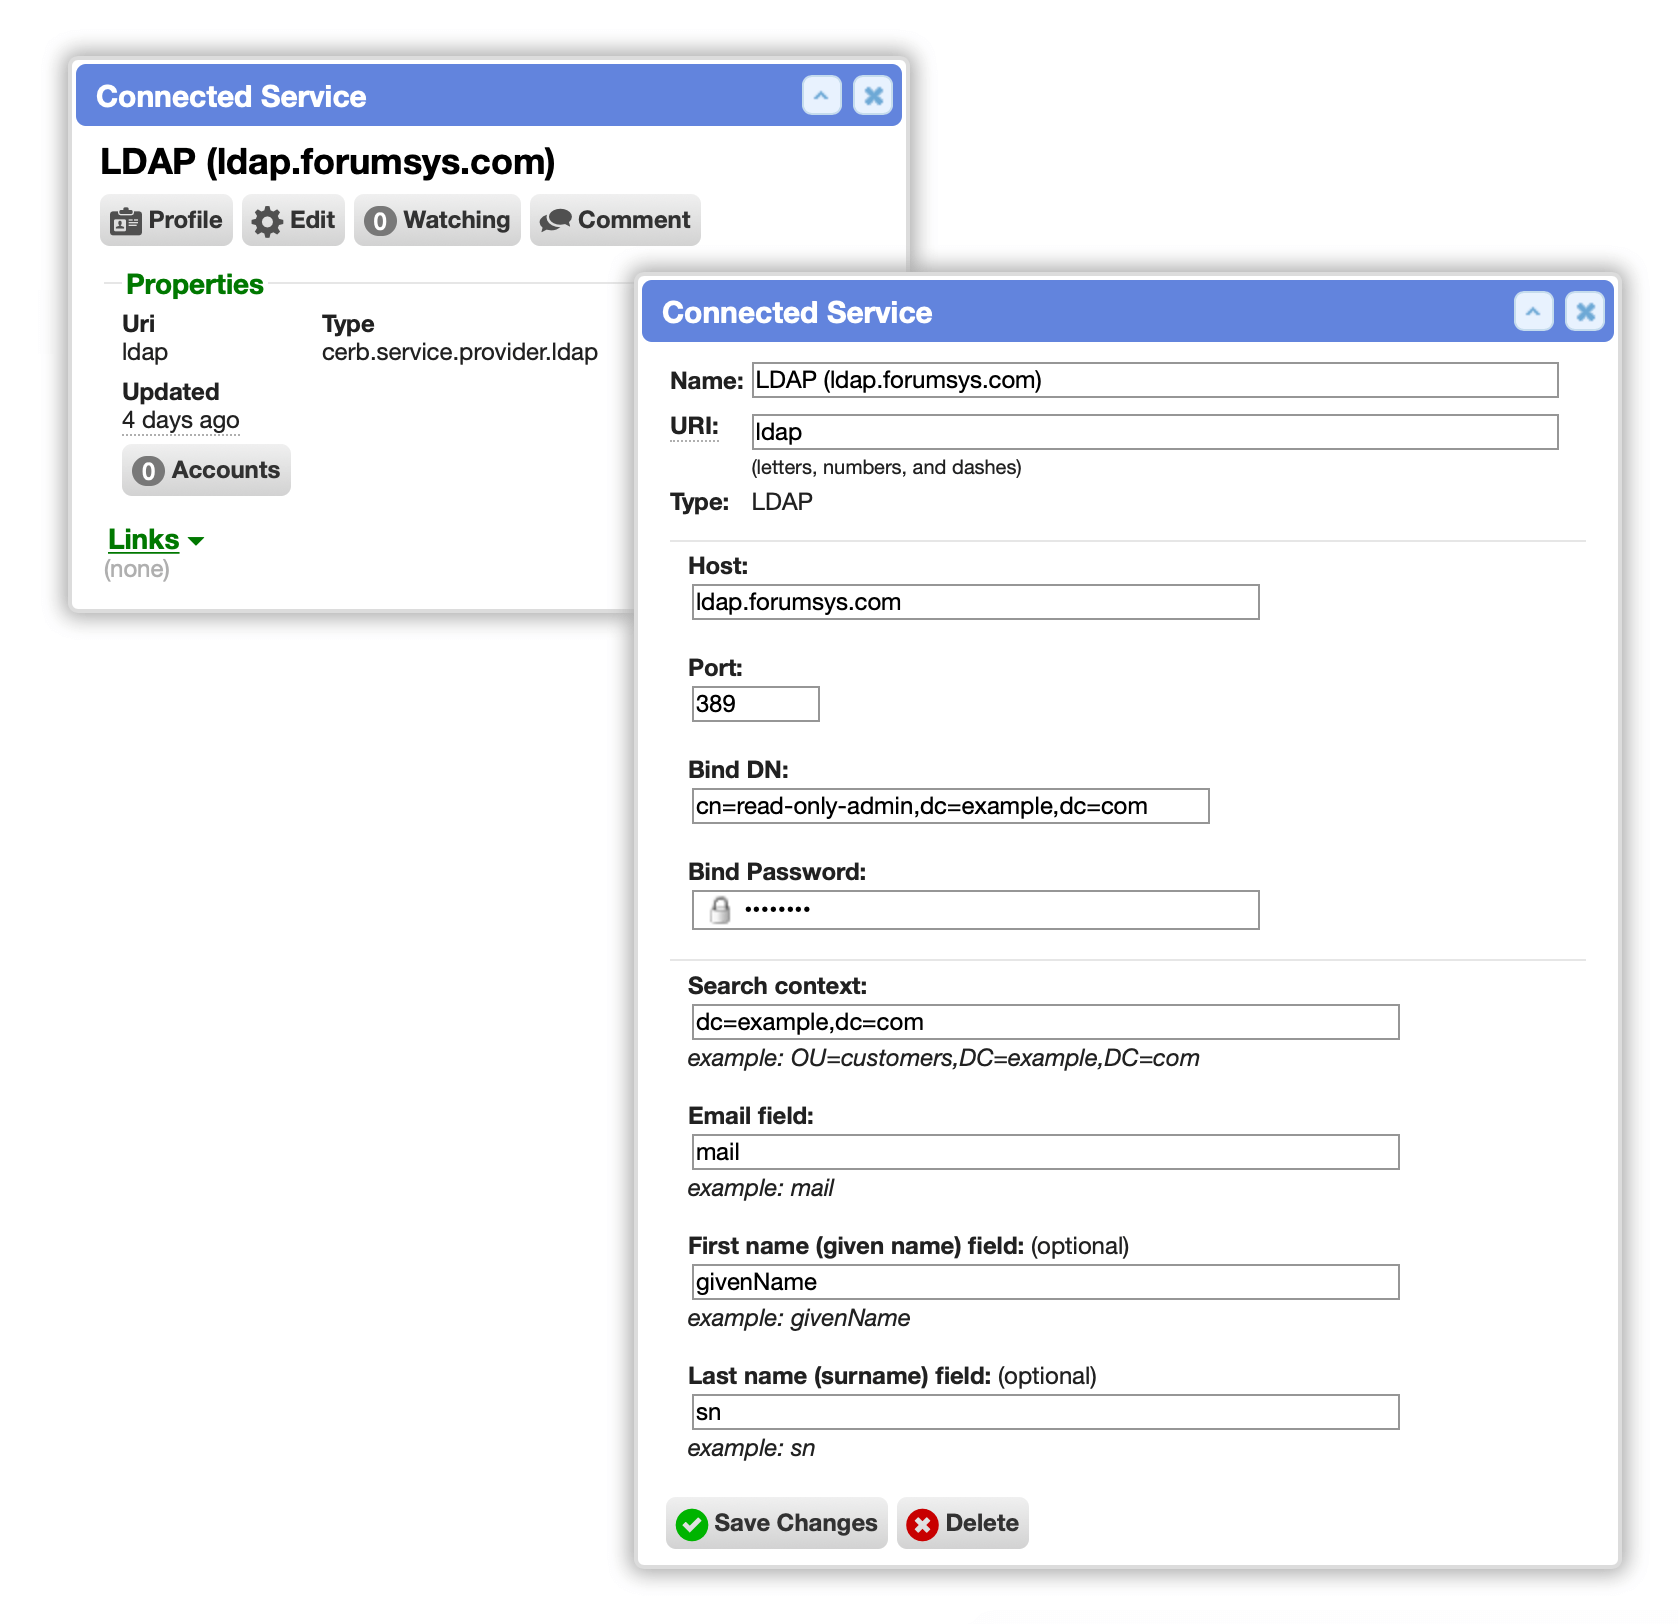 Connected Service
LDAP (ldap.forumsys.com)
Profile Edit 0 Watching Comment
Properties
Uri Type
ldap cerb.service.provider.ldap
Updated
4 days ago
0 Accounts
Links
(none)
Connected Service
Name: LDAP (ldap.forumsys.com)
URI: ldap
(letters, numbers, and dashes)
Type: LDAP
Host:
ldap.forumsys.com
Port:
389
Bind DN:
cn=read-only-admin,dc=example,dc=com
Bind Password:
••••••••
Search context:
dc=example,dc=com
example: OU=customers,DC=example,DC=com
Email field:
mail
example: mail
First name (given name) field: (optional)
givenName
example: givenName
Last name (surname) field: (optional)
sn
example: sn
Save Changes Delete